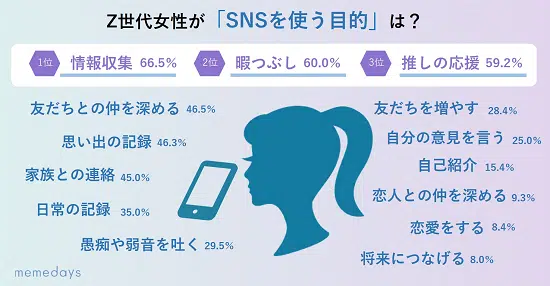 Z世代女性が「SNSを使う目的」は？
1位 情報収集 66.5% 2位 暇つぶし 60.0% 3位 推しの応援 59.2%
友だちとの仲を深める 46.5%
思い出の記録 46.3%
家族との連絡 45.0%
日常の記録 35.0%
愚痴や弱音を吐く 29.5%
友だちを増やす 28.4%
自分の意見を言う 25.0%
自己紹介 15.4%
恋人との仲を深める 9.3%
恋愛をする 8.4%
将来につなげる 8.0%
memedays